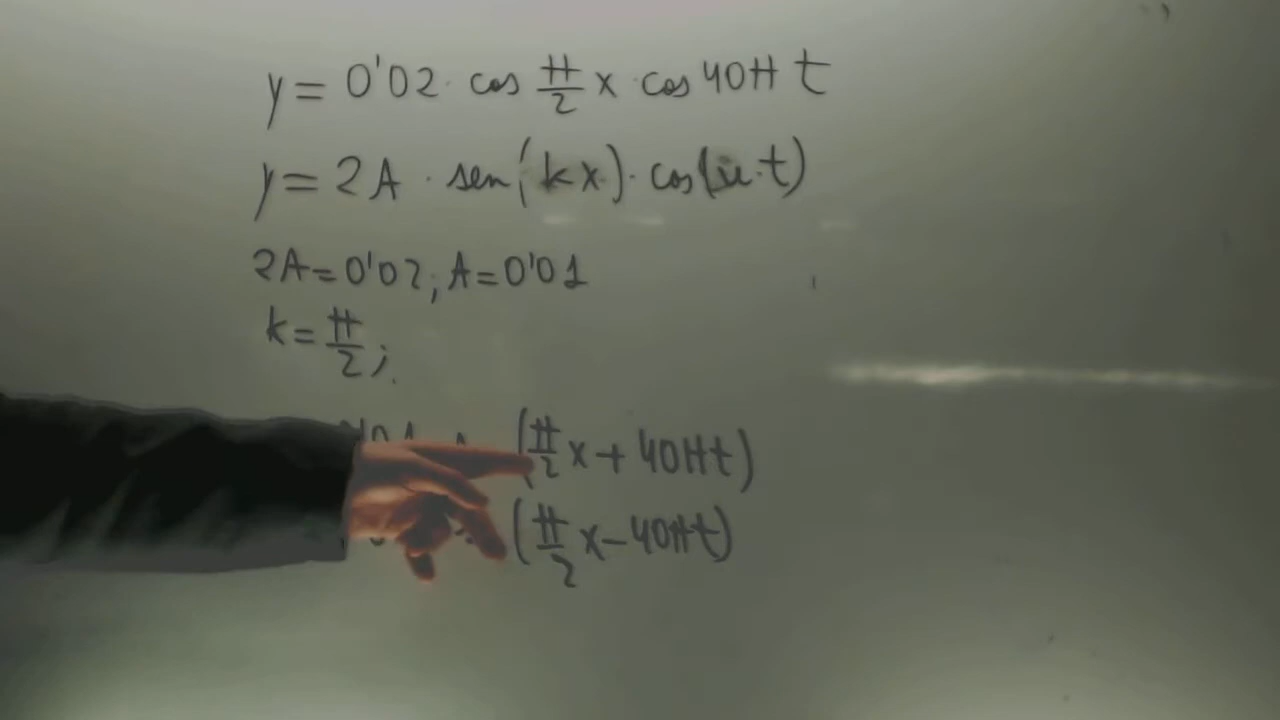 y = 0'02 · cos π/2 x · cos 40π t
y = 2A · sen(kx) · cos(w·t)
2A = 0'02; A = 0'01
k = π/2;
(π/2 x + 40πt)
(π/2 x - 40πt)